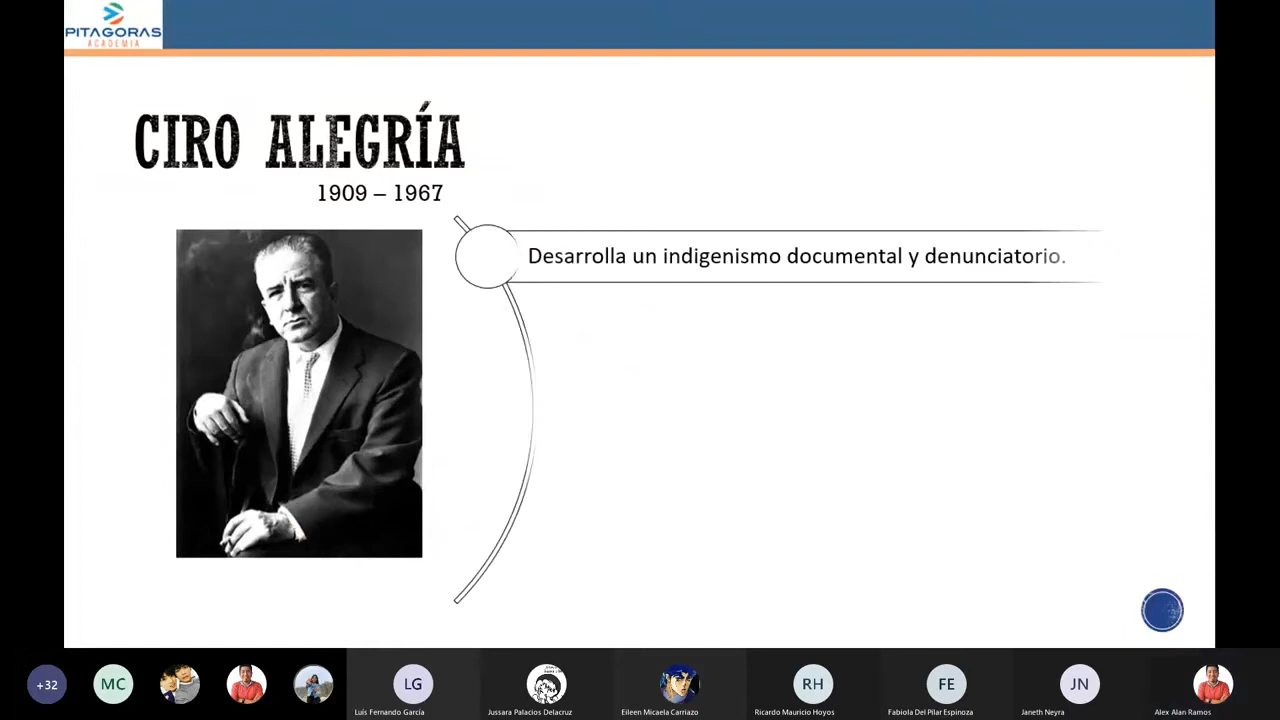 PITAGORAS
ACADEMIA
CIRO ALEGRÍA
1909 – 1967
Desarrolla un indigenismo documental y denunciatorio.
+32
MC
LG
RH
FE
JN
Luis Fernando García
Jussara Palacios Delacruz
Eileen Micaela Carriazo
Ricardo Mauricio Hoyos
Fabiola Del Pilar Espinoza
Janeth Neyra
Alex Alan Ramos